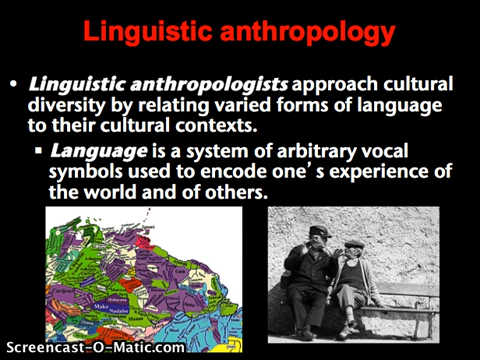 Linguistic anthropology
• Linguistic anthropologists approach cultural
diversity by relating varied forms of language
to their cultural contexts.
▪ Language is a system of arbitrary vocal
symbols used to encode one's experience of
the world and of others.
Make
Nadahup
Screencast-O-Matic.com